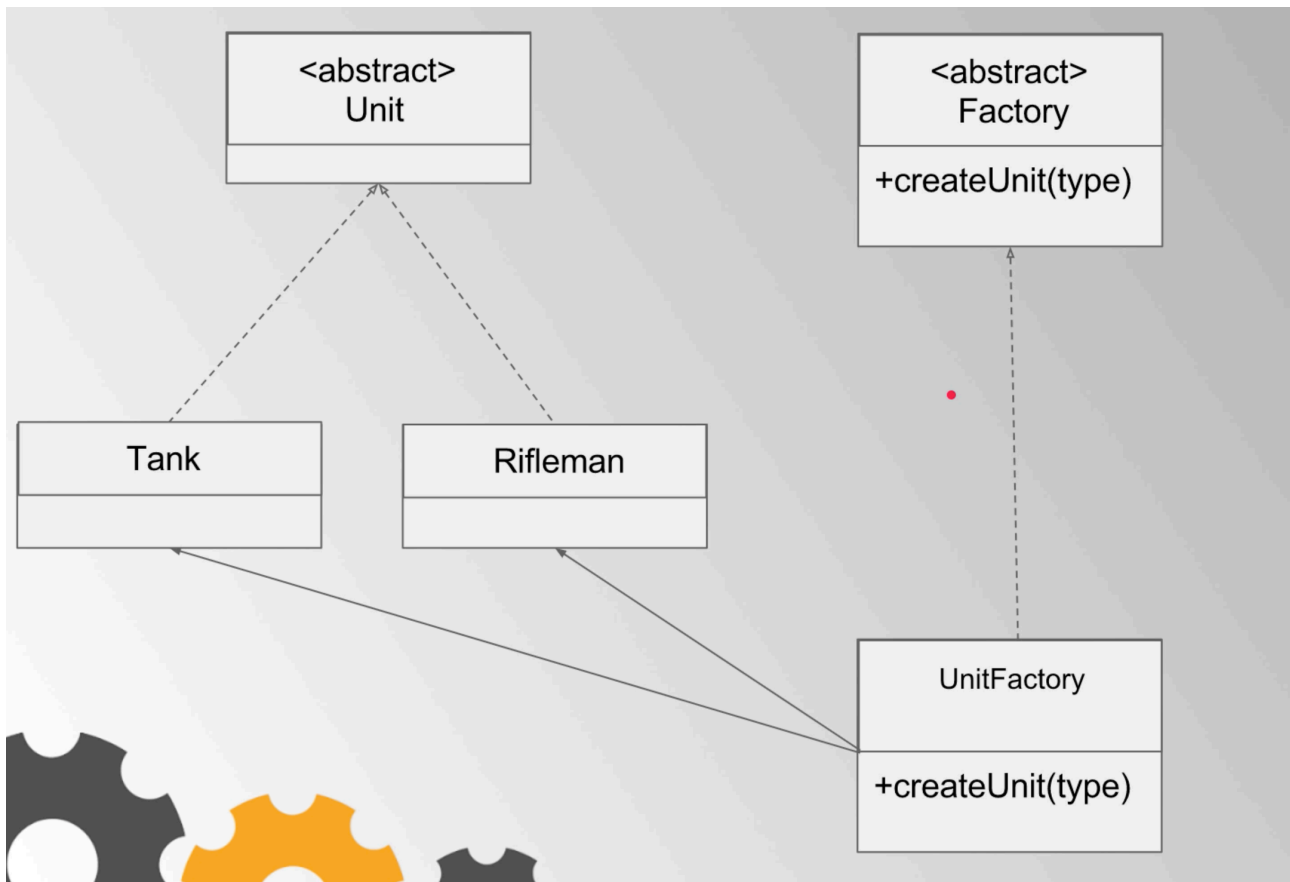 <abstract>
Unit
<abstract>
Factory
+createUnit(type)
Tank
Rifleman
UnitFactory
+createUnit(type)